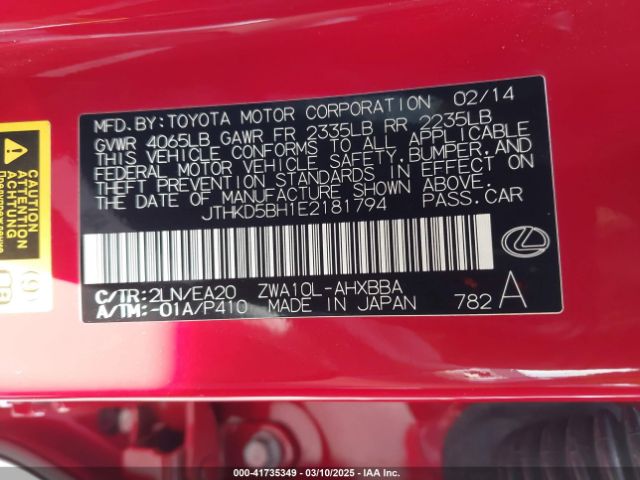 MFD. BY: TOYOTA MOTOR CORPORATION 02/14
GVWR 4065LB GAWR FR 2335LB RR 2235LB
THIS VEHICLE CONFORMS TO ALL APPLICABLE
FEDERAL MOTOR VEHICLE SAFETY, BUMPER, AND
THEFT PREVENTION STANDARDS IN EFFECT ON
THE DATE OF MANUFACTURE SHOWN ABOVE.
JTHKD5BH1E2181794 PASS. CAR
C/TR: 2LN/EA20 ZWA10L-AHXBBA
A/TM: -01A/P410 MADE IN JAPAN 782 A
CAUTION
ATTENTION
ACHTUNG
(9)
000-41735349 - 03/10/2025 - IAA Inc.